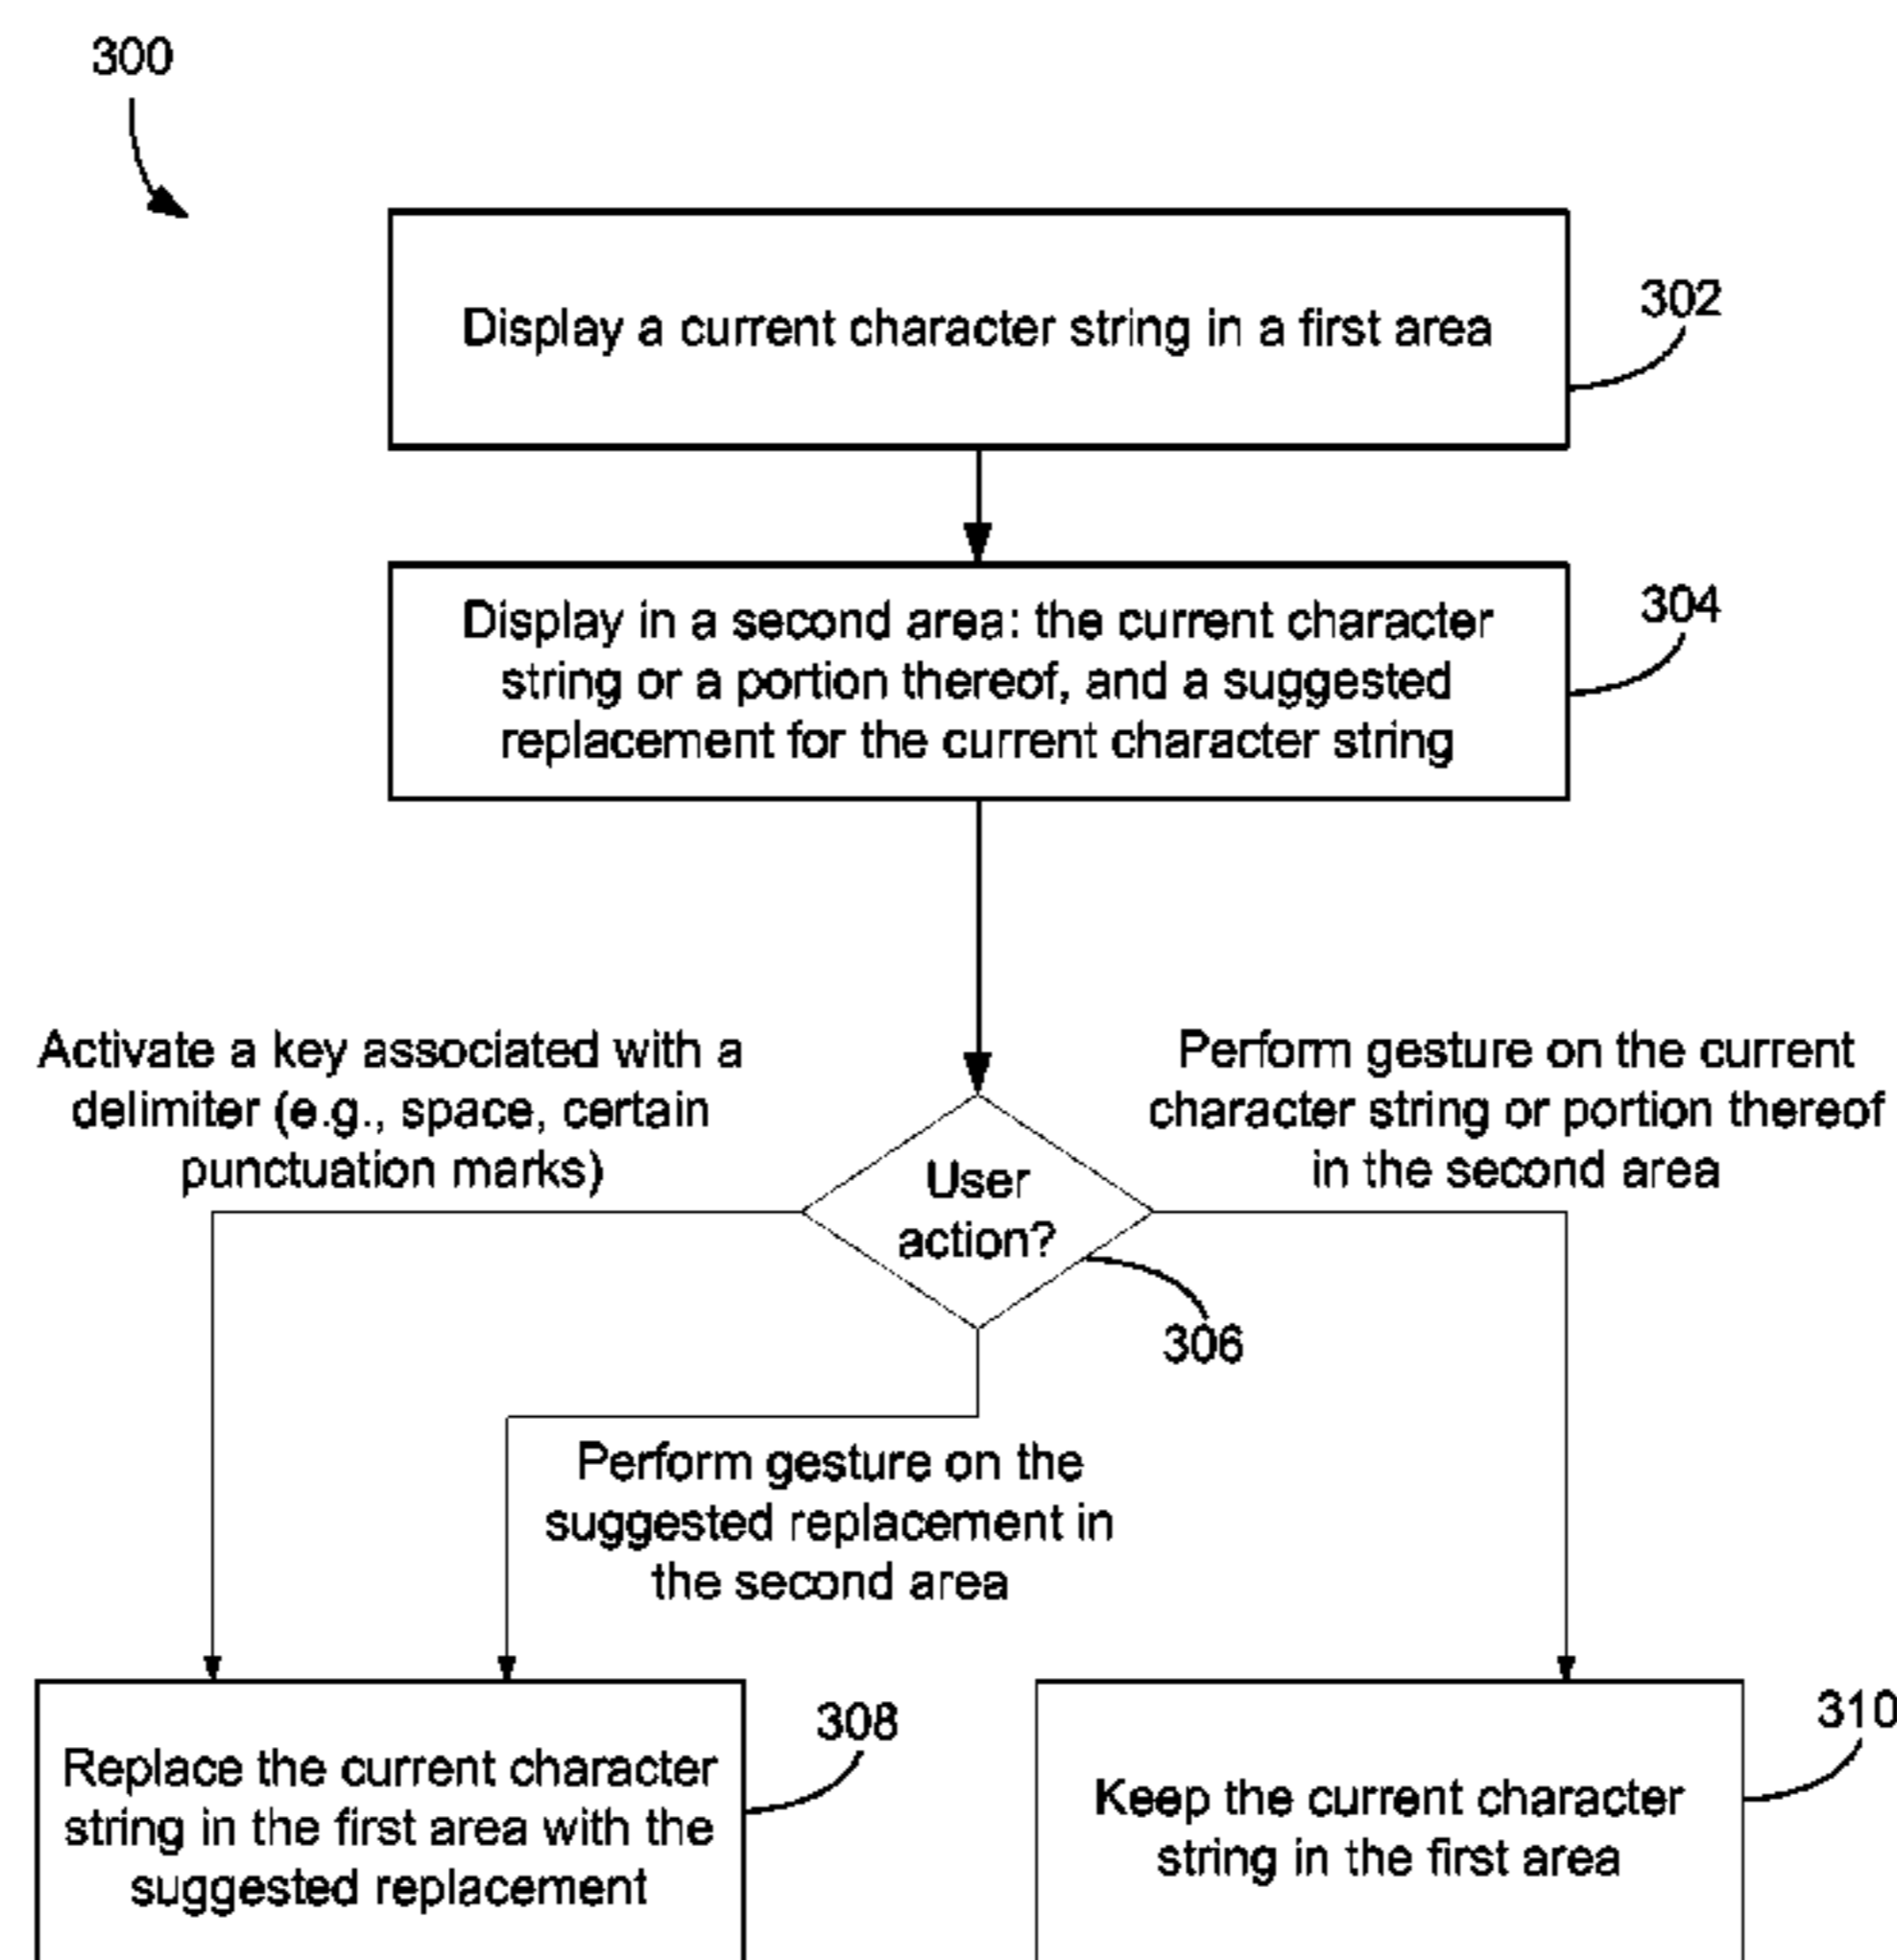 300
Display a current character string in a first area
302
Display in a second area: the current character
string or a portion thereof, and a suggested
replacement for the current character string
304
Activate a key associated with a
delimiter (e.g., space, certain
punctuation marks)
Perform gesture on the current
character string or portion thereof
in the second area
User
action?
306
Perform gesture on the
suggested replacement in
the second area
Replace the current character
string in the first area with the
suggested replacement
308
Keep the current character
string in the first area
310